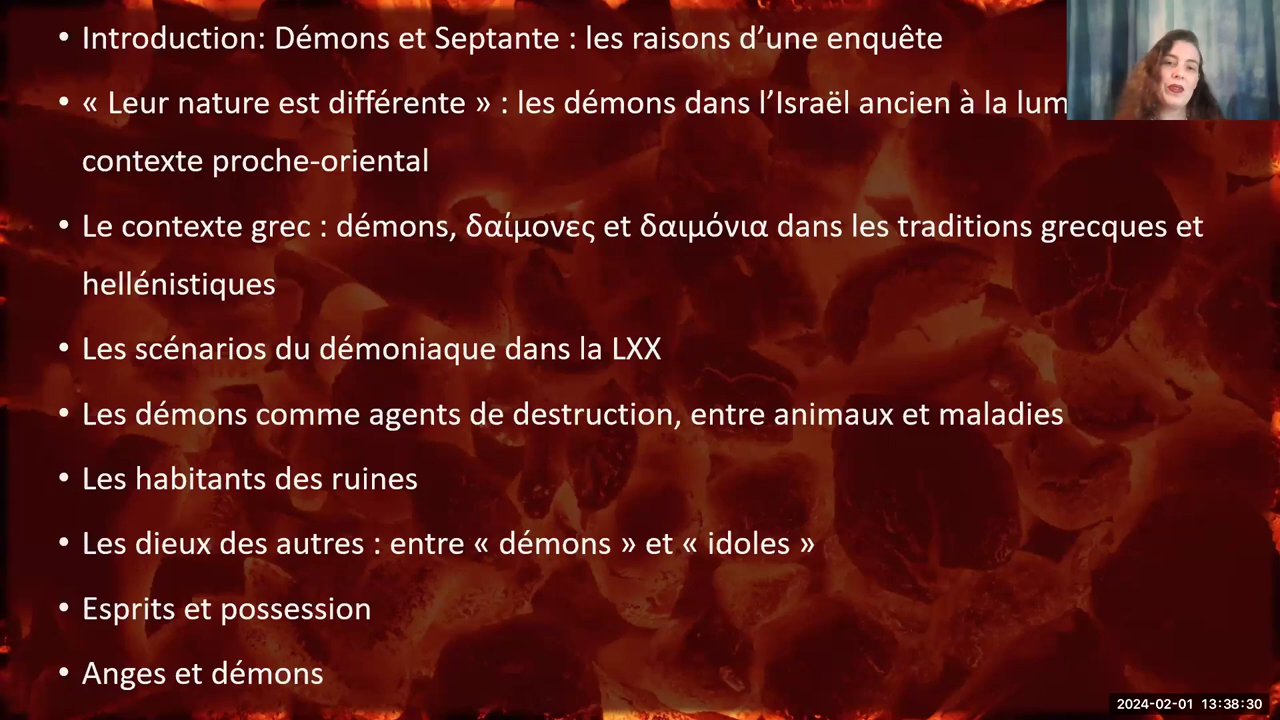 • Introduction: Démons et Septante : les raisons d’une enquête
• « Leur nature est différente » : les démons dans l’Israël ancien à la
contexte proche-oriental
• Le contexte grec : démons, δαίμονες et δαιμόνια dans les traditions grecques et
hellénistiques
• Les scénarios du démoniaque dans la LXX
• Les démons comme agents de destruction, entre animaux et maladies
• Les habitants des ruines
• Les dieux des autres : entre « démons » et « idoles »
• Esprits et possession
• Anges et démons
2024-02-01 13:38:30